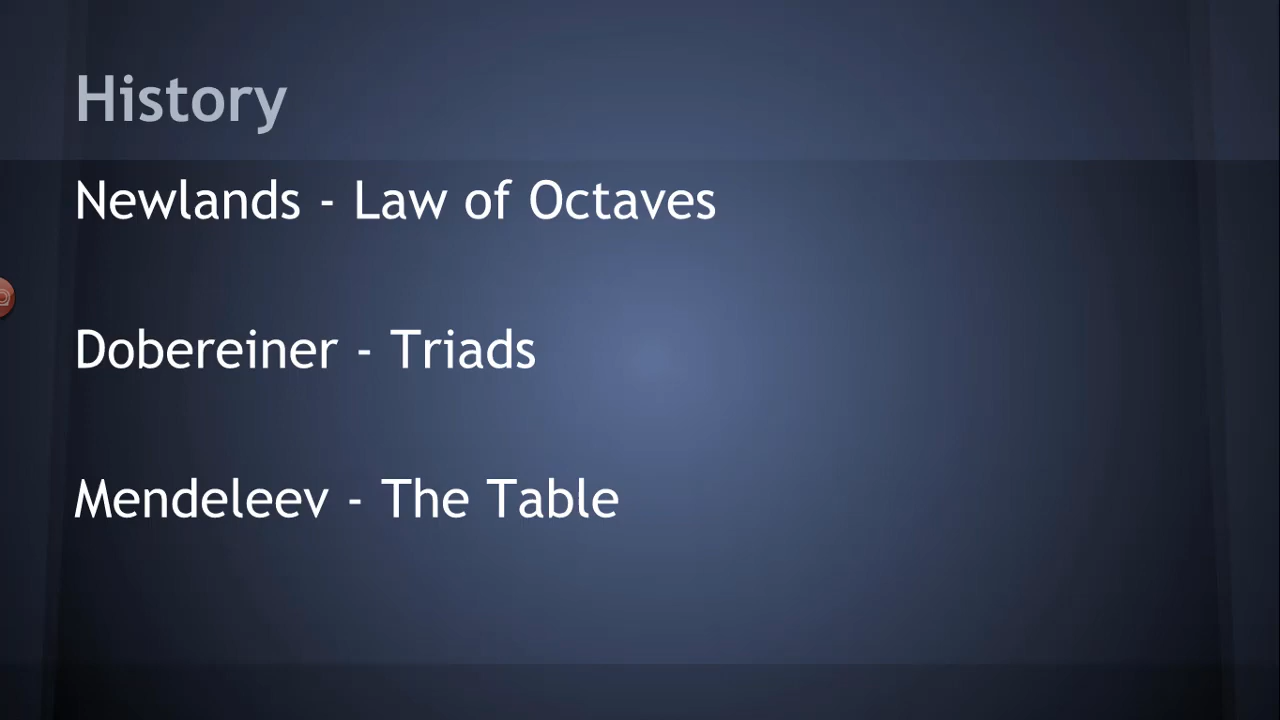 History
Newlands - Law of Octaves
Dobereiner - Triads
Mendeleev - The Table